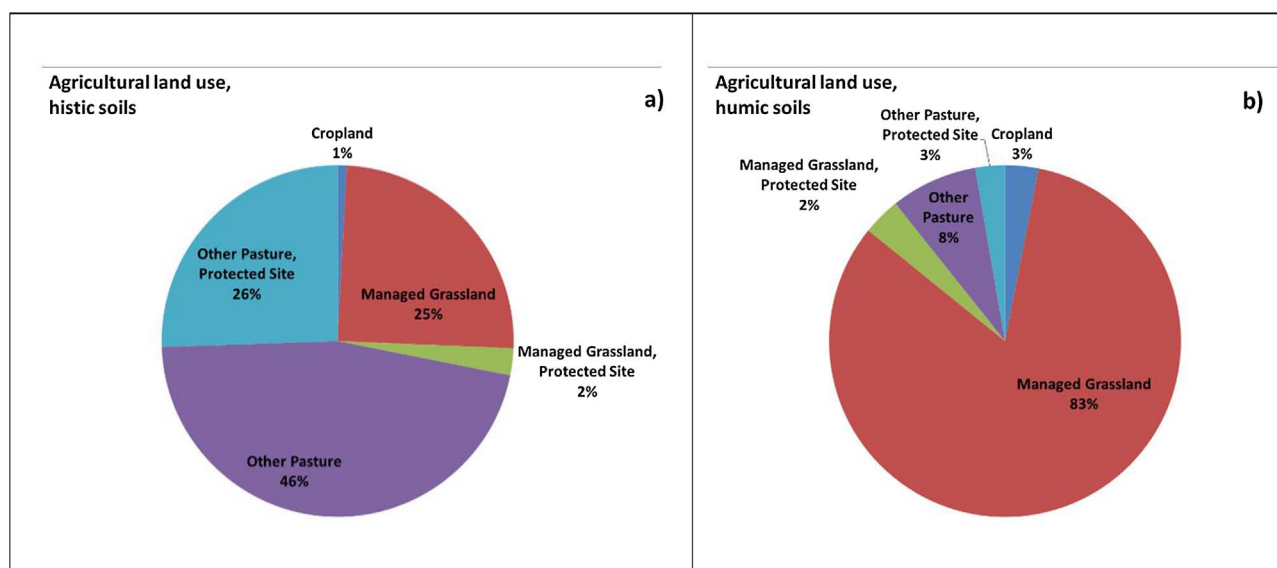 Agricultural land use,
histic soils
a)
Cropland
1%
Other Pasture,
Protected Site
26%
Managed Grassland
25%
Managed Grassland,
Protected Site
2%
Other Pasture
46%
Agricultural land use,
humic soils
b)
Other Pasture,
Protected Site
3%
Cropland
3%
Managed Grassland,
Protected Site
2%
Other
Pasture
8%
Managed Grassland
83%